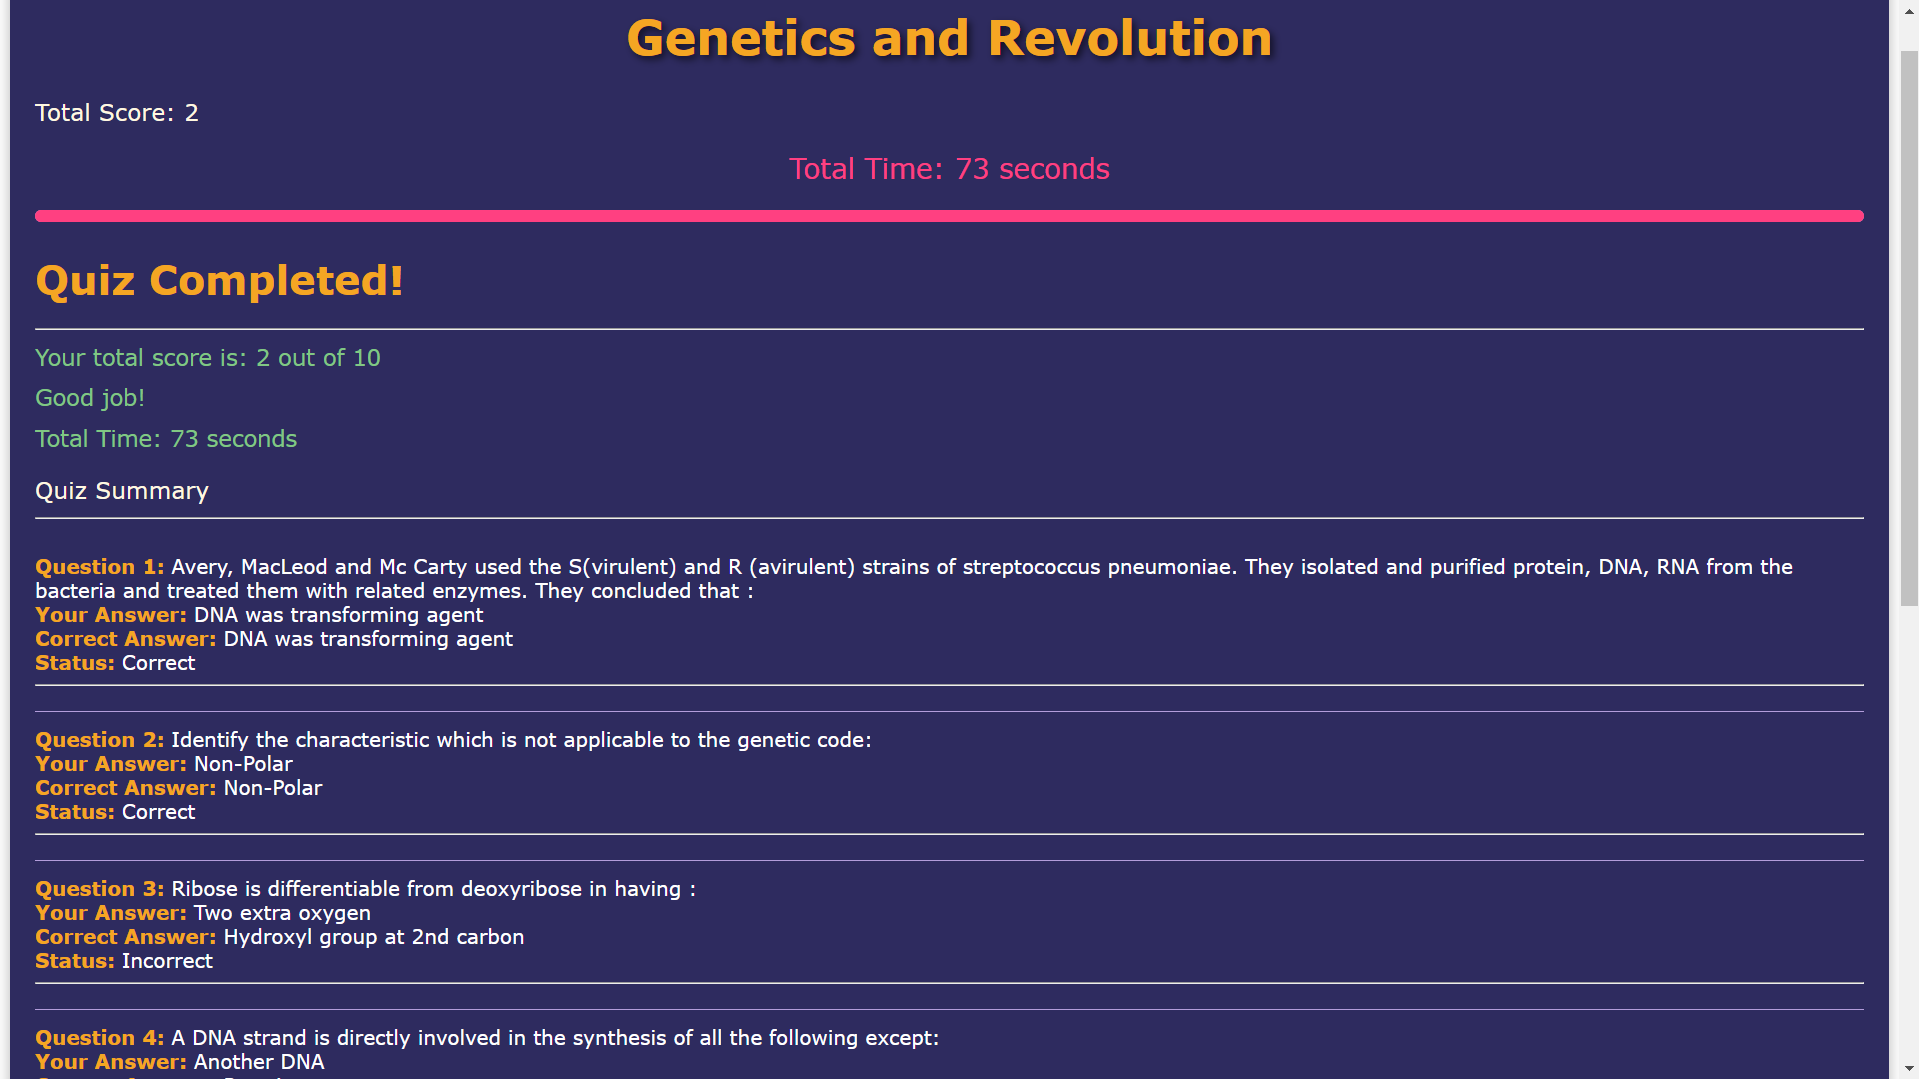 Genetics and Revolution
Total Score: 2
Total Time: 73 seconds
Quiz Completed!
Your total score is: 2 out of 10
Good job!
Total Time: 73 seconds
Quiz Summary
Question 1: Avery, MacLeod and Mc Carty used the S(virulent) and R (avirulent) strains of streptococcus pneumoniae. They isolated and purified protein, DNA, RNA from the
bacteria and treated them with related enzymes. They concluded that :
Your Answer: DNA was transforming agent
Correct Answer: DNA was transforming agent
Status: Correct
Question 2: Identify the characteristic which is not applicable to the genetic code:
Your Answer: Non-Polar
Correct Answer: Non-Polar
Status: Correct
Question 3: Ribose is differentiable from deoxyribose in having :
Your Answer: Two extra oxygen
Correct Answer: Hydroxyl group at 2nd carbon
Status: Incorrect
Question 4: A DNA strand is directly involved in the synthesis of all the following except:
Your Answer: Another DNA